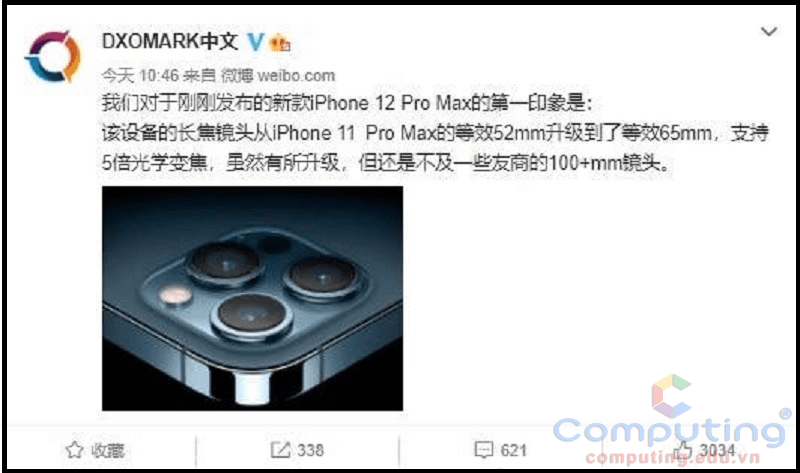 DXOMARK中文
今天 10:46 来自 微博 weibo.com
我们对于刚刚发布的新款iPhone 12 Pro Max的第一印象是：
该设备的长焦镜头从iPhone 11 Pro Max的等效52mm升级到了等效65mm，支持
5倍光学变焦，虽然有所升级，但还是不及一些友商的100+mm镜头。
收藏 338 621 3034
Computing®
computing.edu.vn